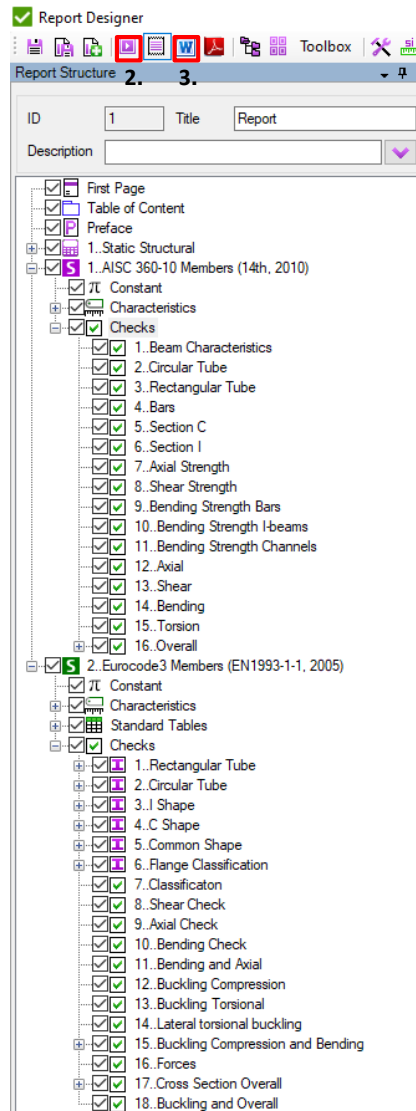 Report Designer
W
Toolbox
si
Report Structure
2.
3.
ID
1
Title
Report
Description
First Page
Table of Content
P
Preface
1..Static Structural
S
1..AISC 360-10 Members (14th, 2010)
π
Constant
Characteristics
Checks
1..Beam Characteristics
2..Circular Tube
3..Rectangular Tube
4..Bars
5..Section C
6..Section I
7..Axial Strength
8..Shear Strength
9..Bending Strength Bars
10..Bending Strength I-beams
11..Bending Strength Channels
12..Axial
13..Shear
14..Bending
15..Torsion
16..Overall
S
2..Eurocode3 Members (EN1993-1-1, 2005)
π
Constant
Characteristics
Standard Tables
Checks
1..Rectangular Tube
2..Circular Tube
3..I Shape
4..C Shape
5..Common Shape
6..Flange Classification
7..Classificaton
8..Shear Check
9..Axial Check
10..Bending Check
11..Bending and Axial
12..Buckling Compression
13..Buckling Torsional
14..Lateral torsional buckling
15..Buckling Compression and Bending
16..Forces
17..Cross Section Overall
18..Buckling and Overall